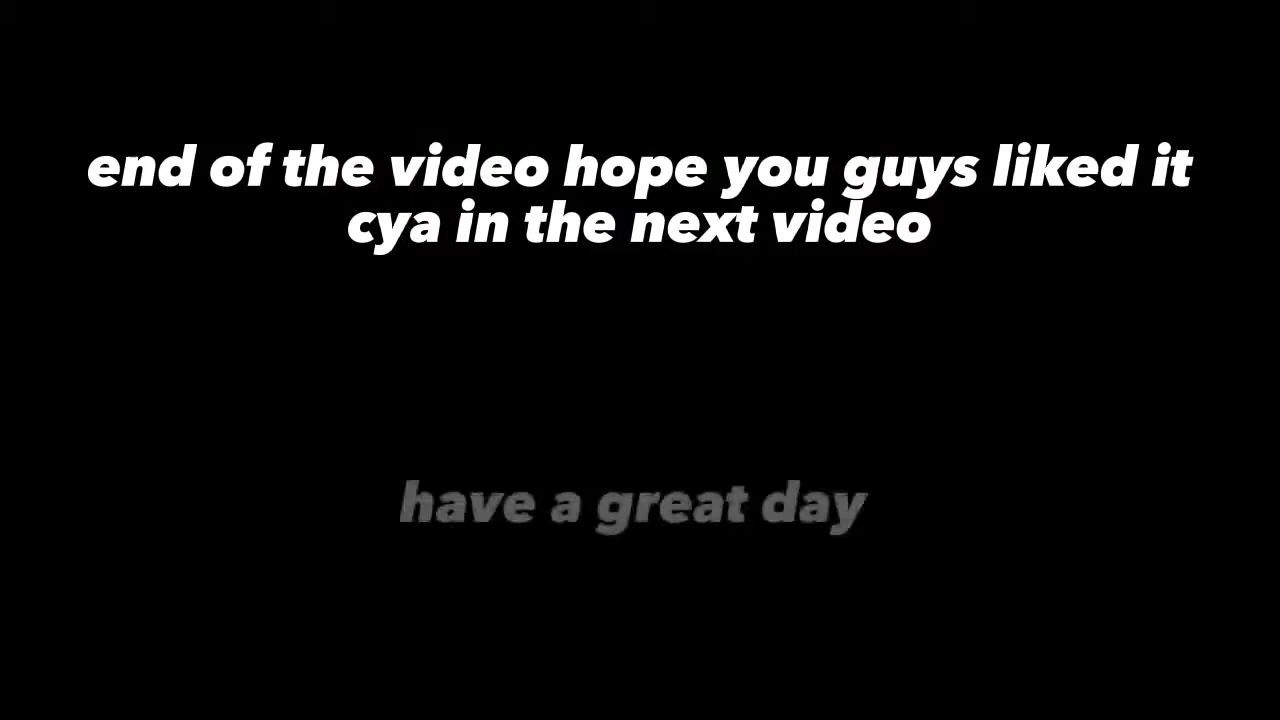 end of the video hope you guys liked it
cya in the next video
have a great day